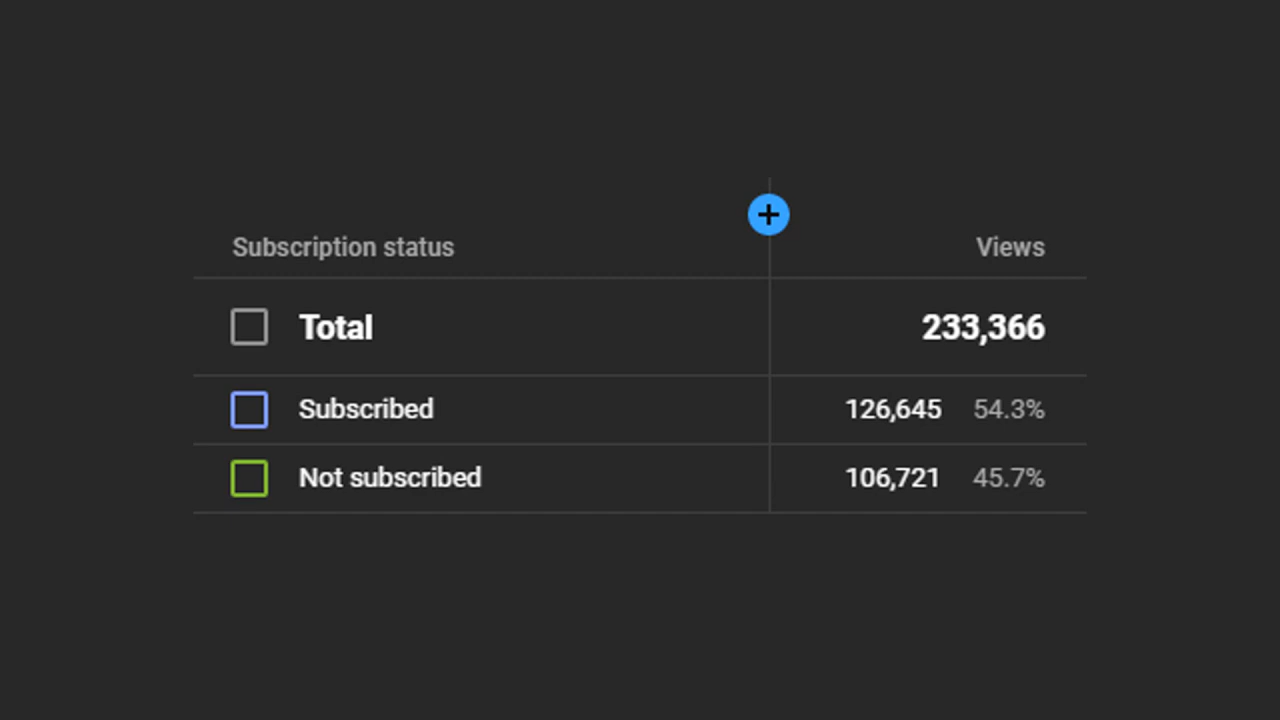 Subscription status Views
Total 233,366
Subscribed 126,645 54.3%
Not subscribed 106,721 45.7%